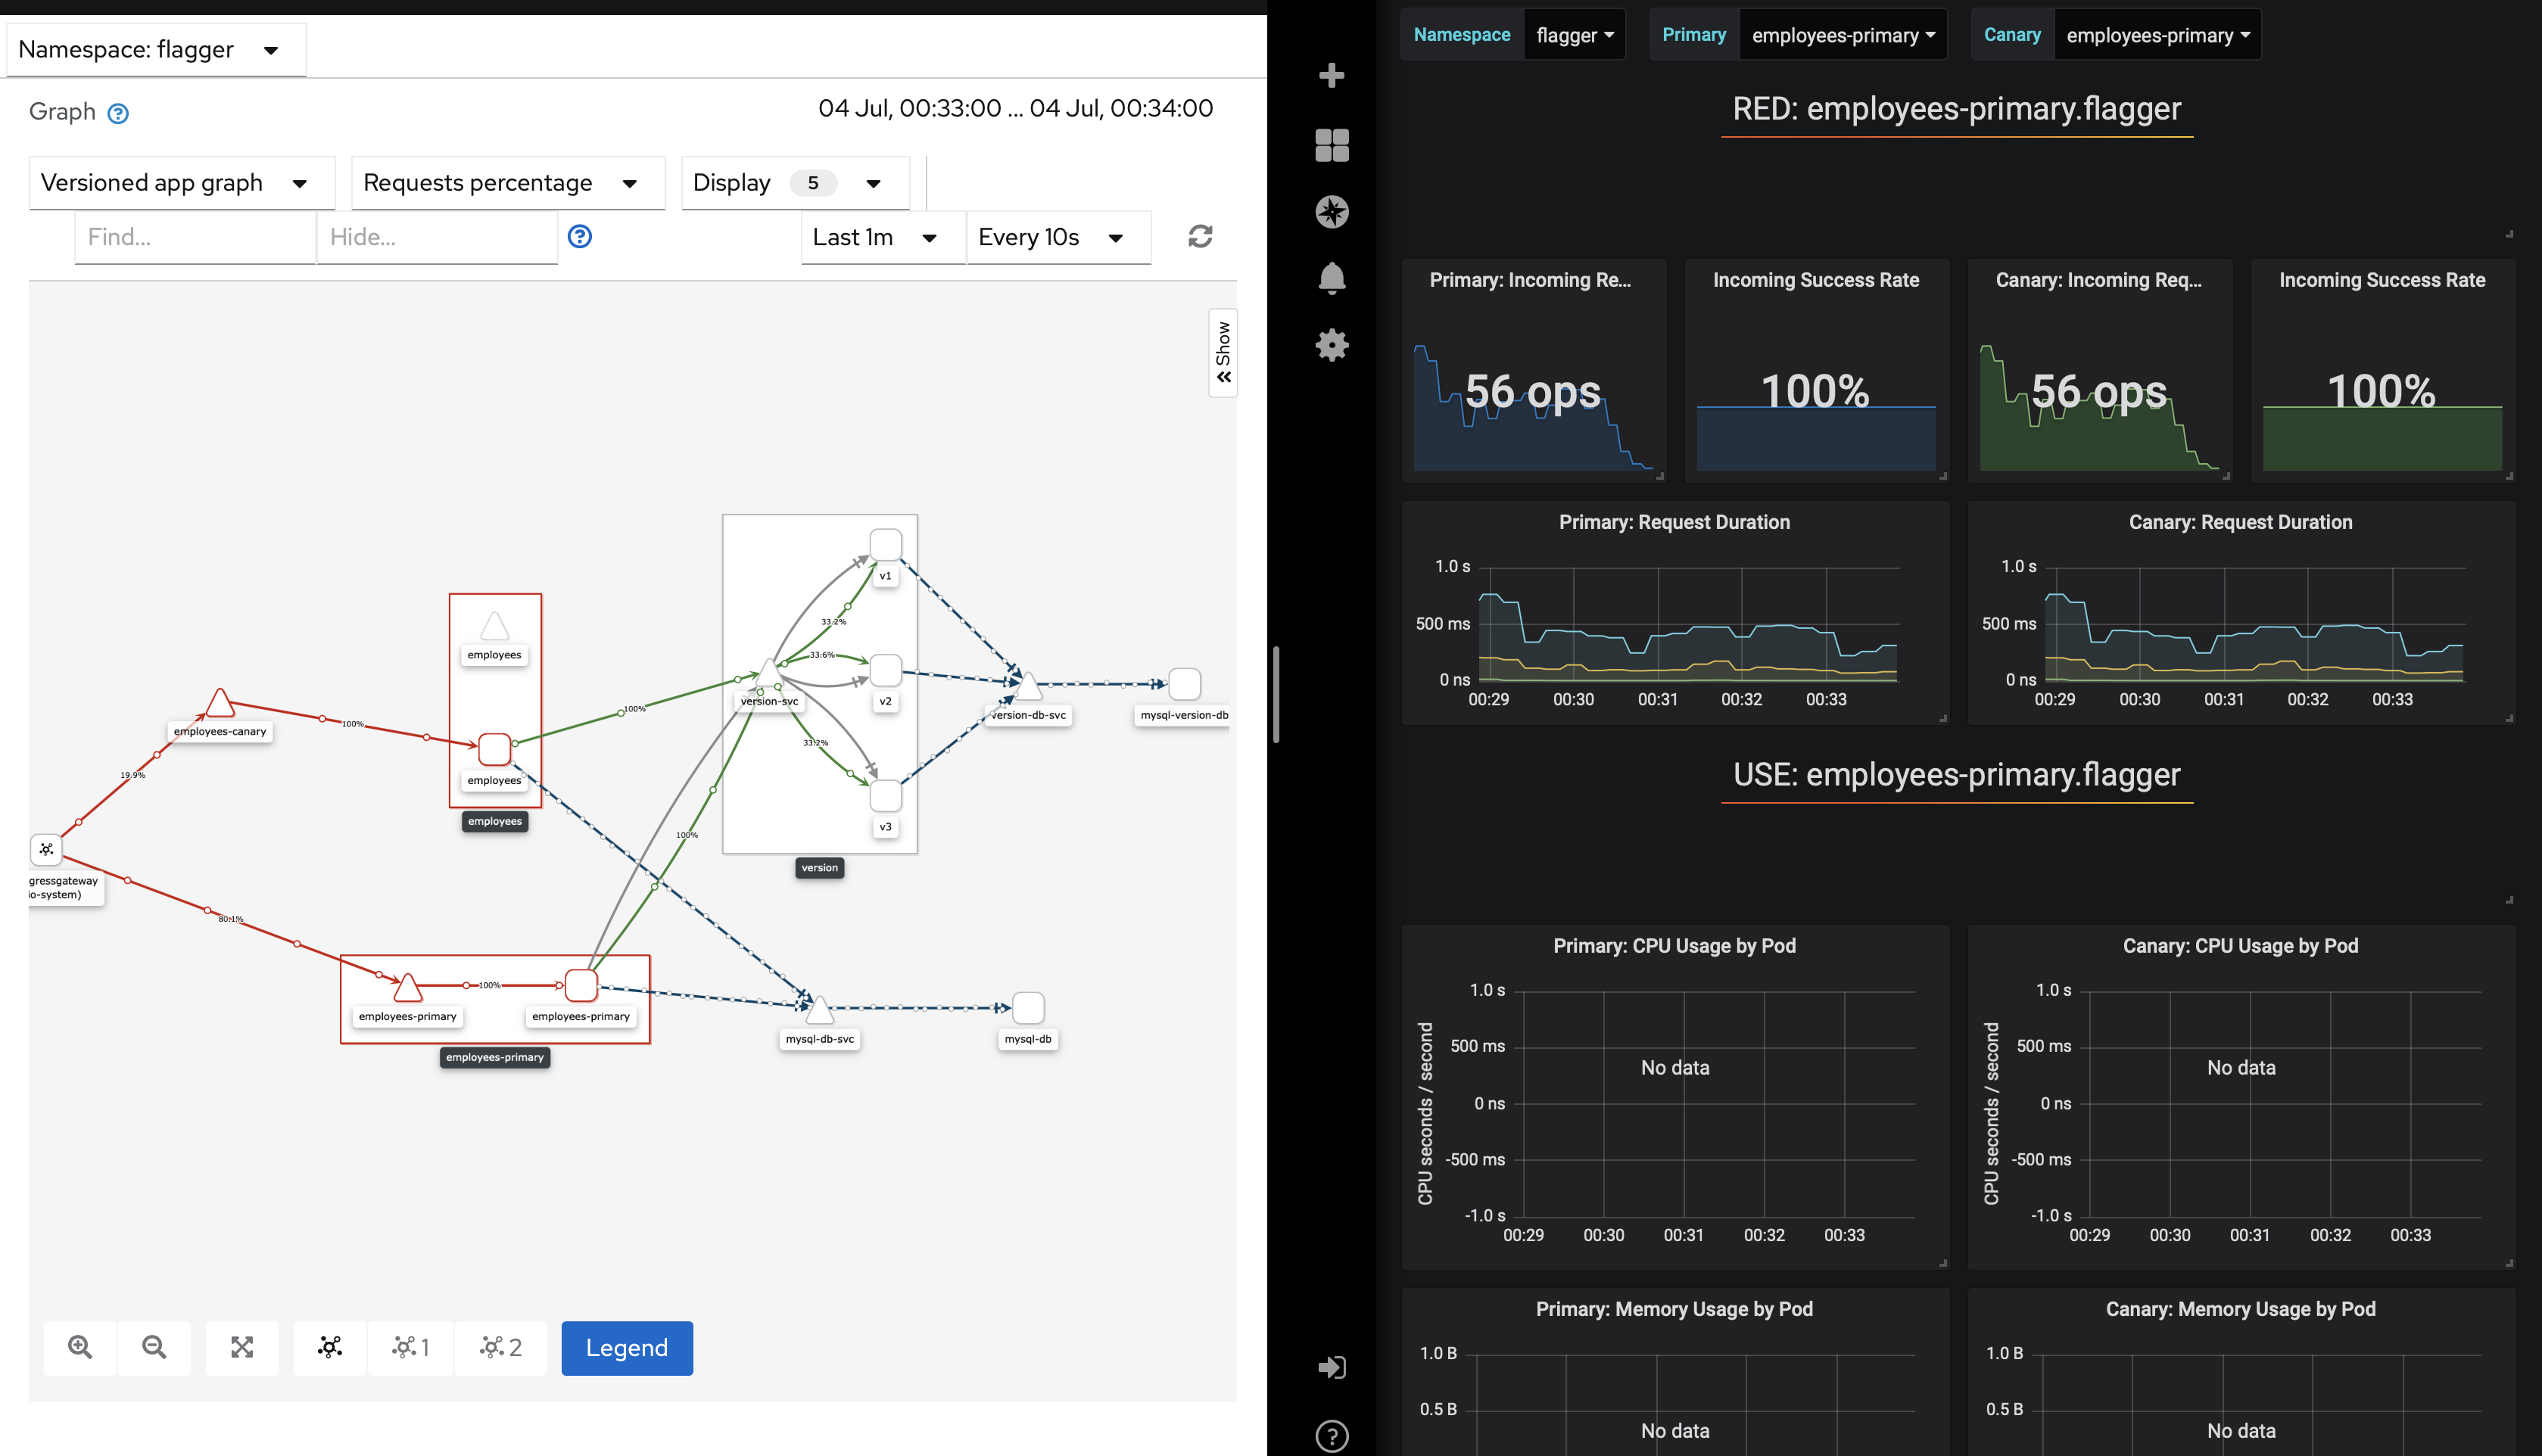 Namespace: flagger
Graph
04 Jul, 00:33:00 ... 04 Jul, 00:34:00
Versioned app graph
Requests percentage
Display 5
Find...
Hide...
Last 1m
Every 10s
Show
v1
33.2%
33.6%
v2
version-svc
33.2%
v3
version
version-db-svc
mysql-version-db
employees
employees
employees
100%
employees-canary
100%
19.9%
gressgateway
io-system)
80.1%
100%
employees-primary
100%
employees-primary
employees-primary
mysql-db-svc
mysql-db
1
2
Legend
Namespace flagger
Primary employees-primary
Canary employees-primary
RED: employees-primary.flagger
Primary: Incoming Re...
56 ops
Incoming Success Rate
100%
Canary: Incoming Req...
56 ops
Incoming Success Rate
100%
Primary: Request Duration
1.0 s
500 ms
0 ns
00:29 00:30 00:31 00:32 00:33
Canary: Request Duration
1.0 s
500 ms
0 ns
00:29 00:30 00:31 00:32 00:33
USE: employees-primary.flagger
Primary: CPU Usage by Pod
CPU seconds / second
1.0 s
500 ms
0 ns
-500 ms
-1.0 s
No data
00:29 00:30 00:31 00:32 00:33
Canary: CPU Usage by Pod
CPU seconds / second
1.0 s
500 ms
0 ns
-500 ms
-1.0 s
No data
00:29 00:30 00:31 00:32 00:33
Primary: Memory Usage by Pod
1.0 B
0.5 B
No data
Canary: Memory Usage by Pod
1.0 B
0.5 B
No data